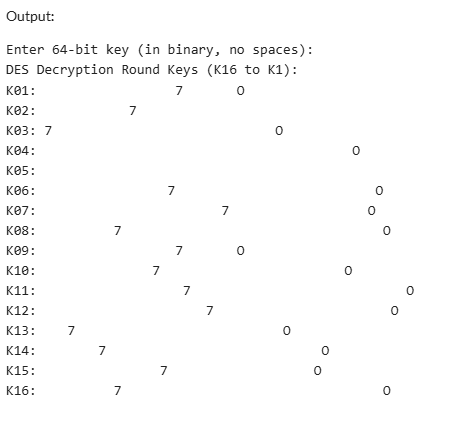 Output:
Enter 64-bit key (in binary, no spaces):
DES Decryption Round Keys (K16 to K1):
K01:                  7       0
K02:            7
K03: 7                             0
K04:                                         0
K05:
K06:                 7                          0
K07:                        7                  0
K08:          7                                  0
K09:                  7       0
K10:               7                        0
K11:                   7                            0
K12:                      7                       0
K13:    7                           0
K14:        7                            0
K15:                7                   0
K16:          7                                  0